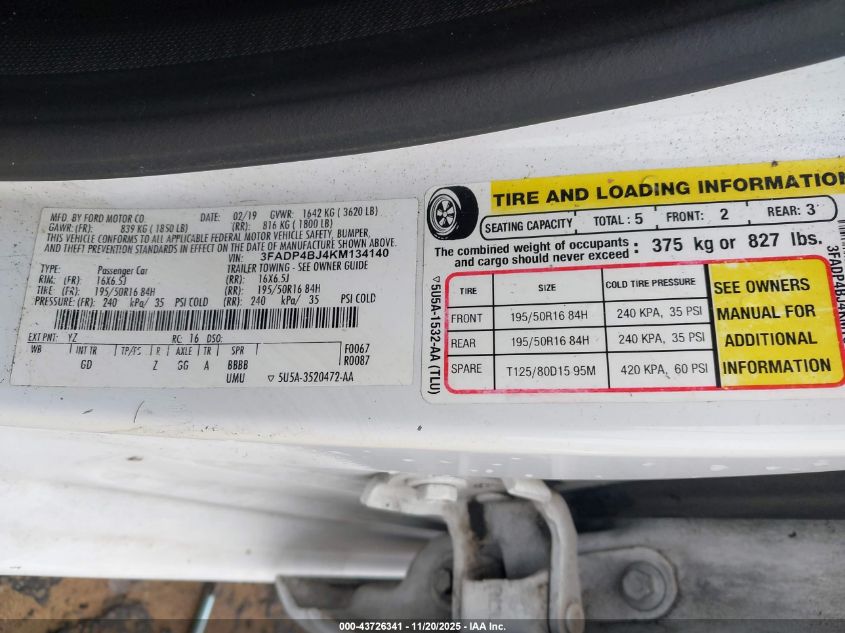 MFD. BY FORD MOTOR CO. DATE: 02/19 GVWR: 1642 KG ( 3620 LB)
GAWR: (FR): 839 KG ( 1850 LB) (RR): 816 KG ( 1800 LB)
THIS VEHICLE CONFORMS TO ALL APPLICABLE FEDERAL MOTOR VEHICLE SAFETY, BUMPER,
AND THEFT PREVENTION STANDARDS IN EFFECT ON THE DATE OF MANUFACTURE SHOWN ABOVE.
VIN: 3FADP4BJ4KM134140
TYPE: Passenger Car TRAILER TOWING - SEE OWNER GUIDE
RIM: (FR): 16X6.5J (RR): 16X6.5J
TIRE: (FR): 195/50R16 84H (RR): 195/50R16 84H
PRESSURE: (FR): 240 kPa/ 35 PSI COLD (RR): 240 kPa/ 35 PSI COLD
EXT PNT: YZ RC: 16 DSO:
WB INT TR TP/PS R AXLE TR SPR F0067
GD Z GG A BBBB R0087
UMU ▽ 5U5A-3520472-AA
TIRE AND LOADING INFORMATION
SEATING CAPACITY TOTAL : 5 FRONT: 2 REAR: 3
The combined weight of occupants : 375 kg or 827 lbs.
and cargo should never exceed
TIRE SIZE COLD TIRE PRESSURE
FRONT 195/50R16 84H 240 KPA, 35 PSI
REAR 195/50R16 84H 240 KPA, 35 PSI
SPARE T125/80D15 95M 420 KPA, 60 PSI
SEE OWNERS
MANUAL FOR
ADDITIONAL
INFORMATION
▽5U5A-1532-AA (TLU)
000-43726341 - 11/20/2025 - IAA Inc.